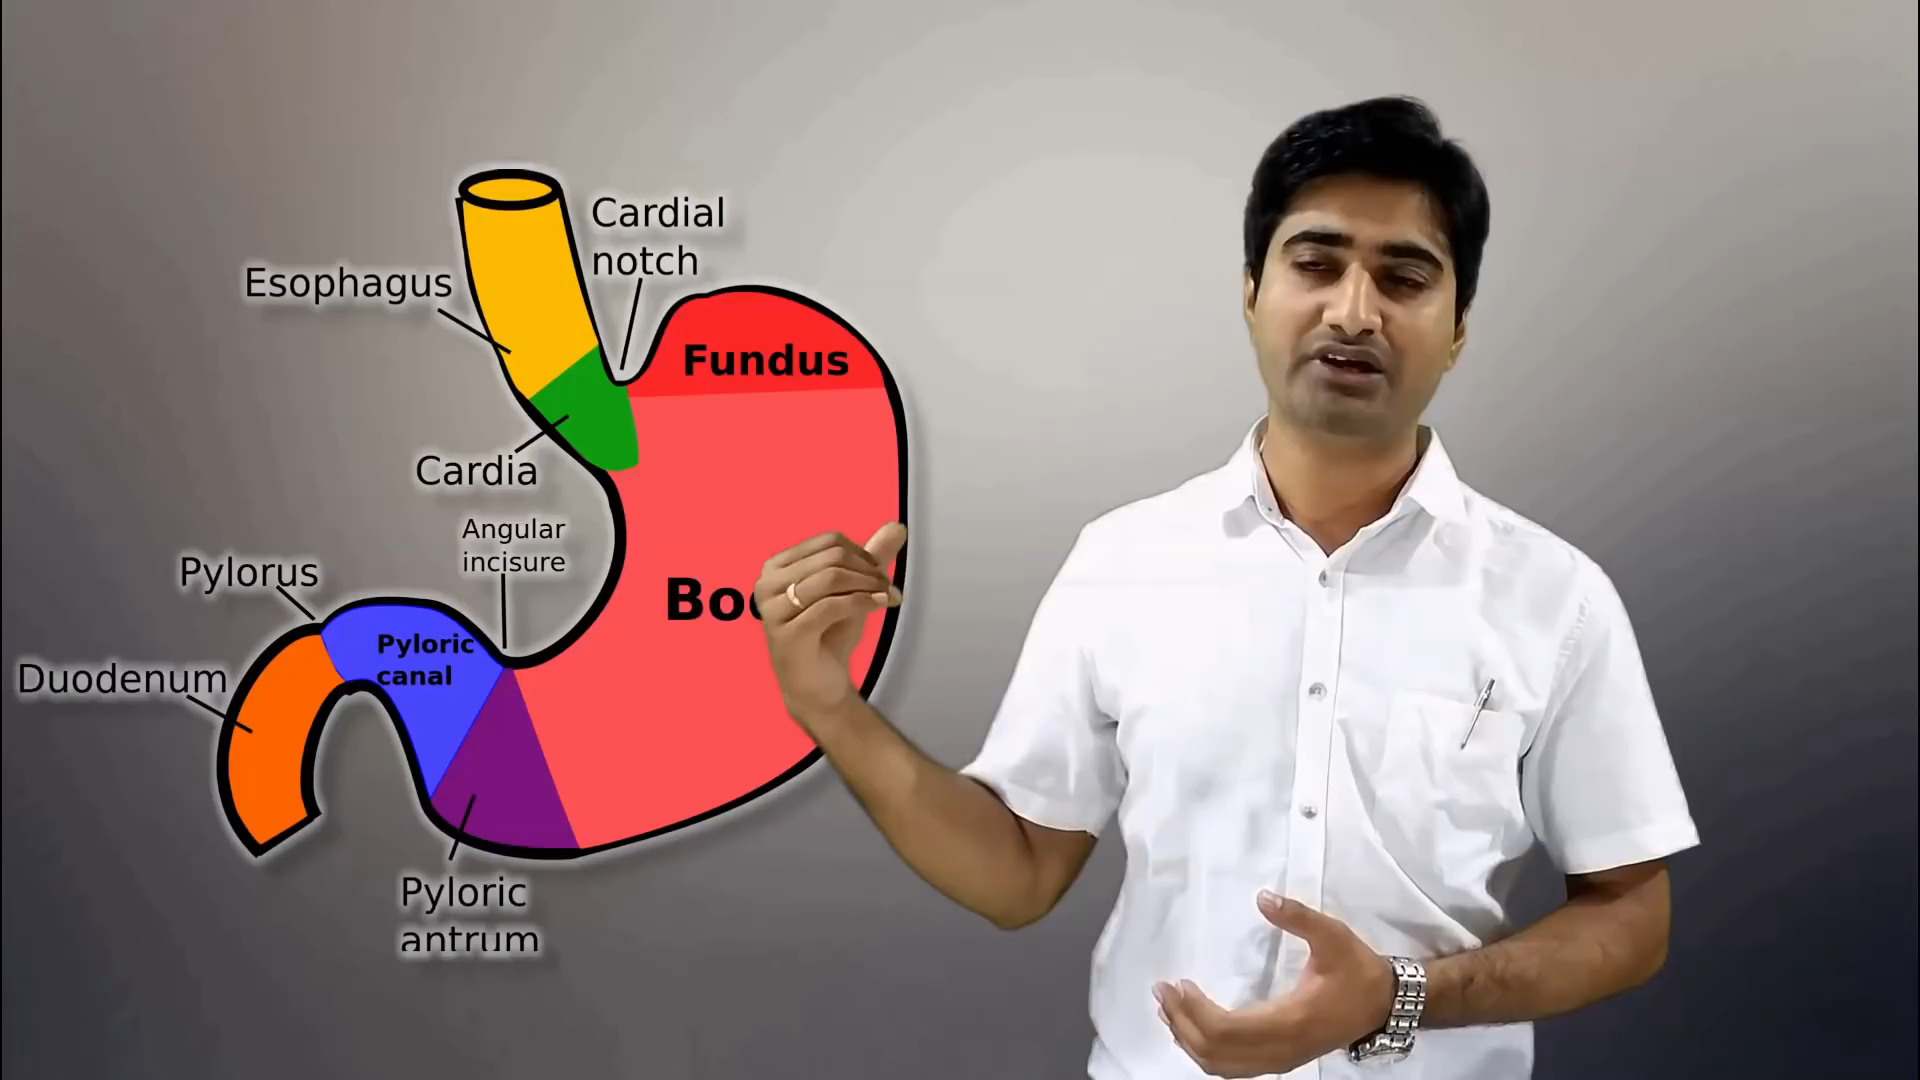 Cardial
notch
Esophagus
Fundus
Cardia
Angular
incisure
Pylorus
Pyloric
canal
Duodenum
Pyloric
antrum